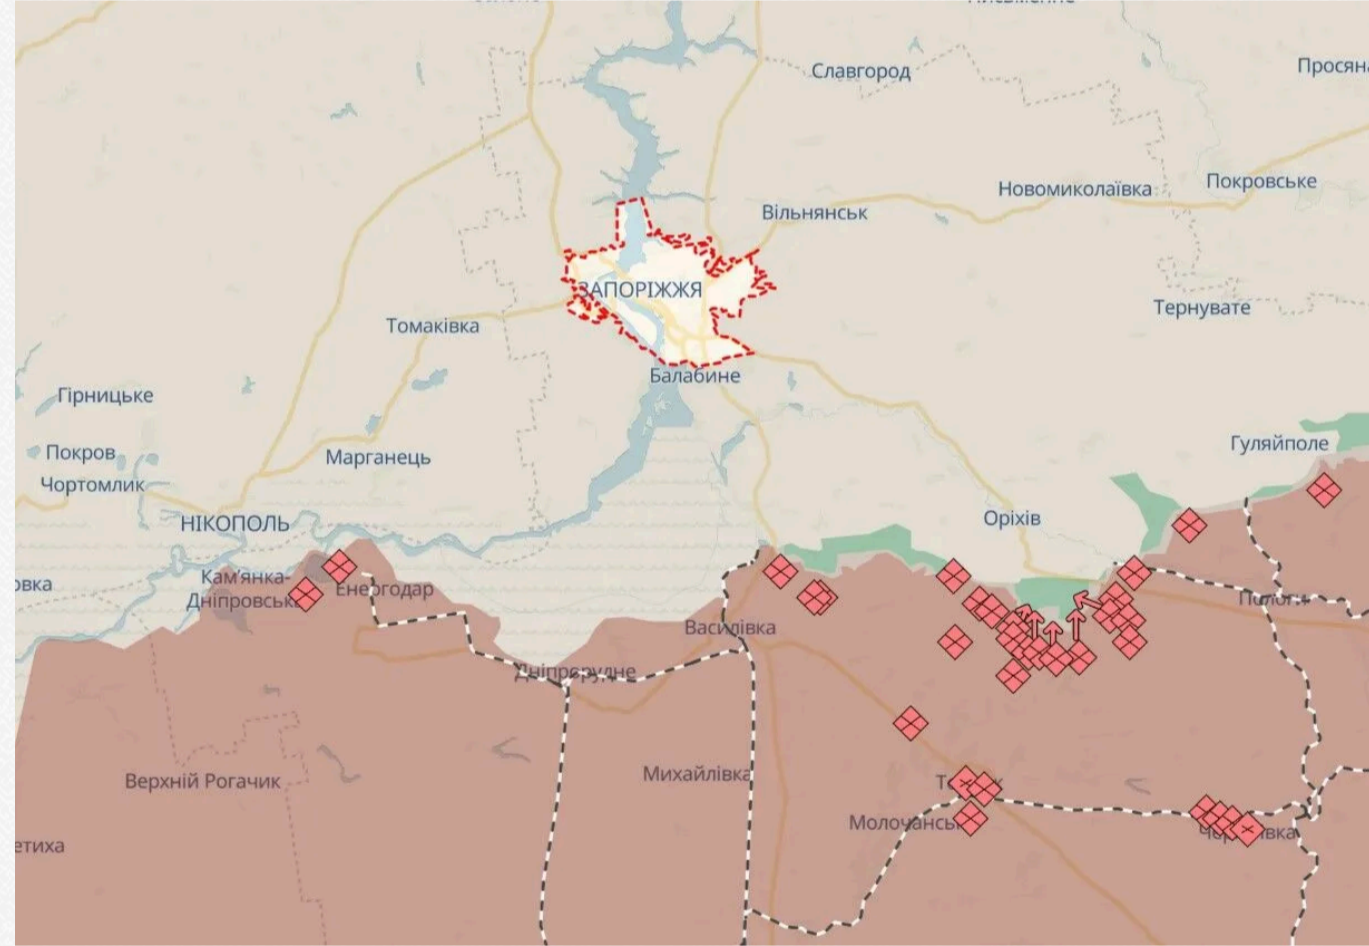 Славгород
Новомиколаївка
Покровське
Вільнянськ
ЗАПОРІЖЖЯ
Тернувате
Томаківка
Балабине
Гірницьке
Гуляйполе
Покров
Марганець
Чортомлик
НІКОПОЛЬ
Оріхів
Кам'янка-
Дніпровська
Енергодар
Пологи
Василівка
Дніпрорудне
Михайлівка
Верхній Рогачик
Молочанськ